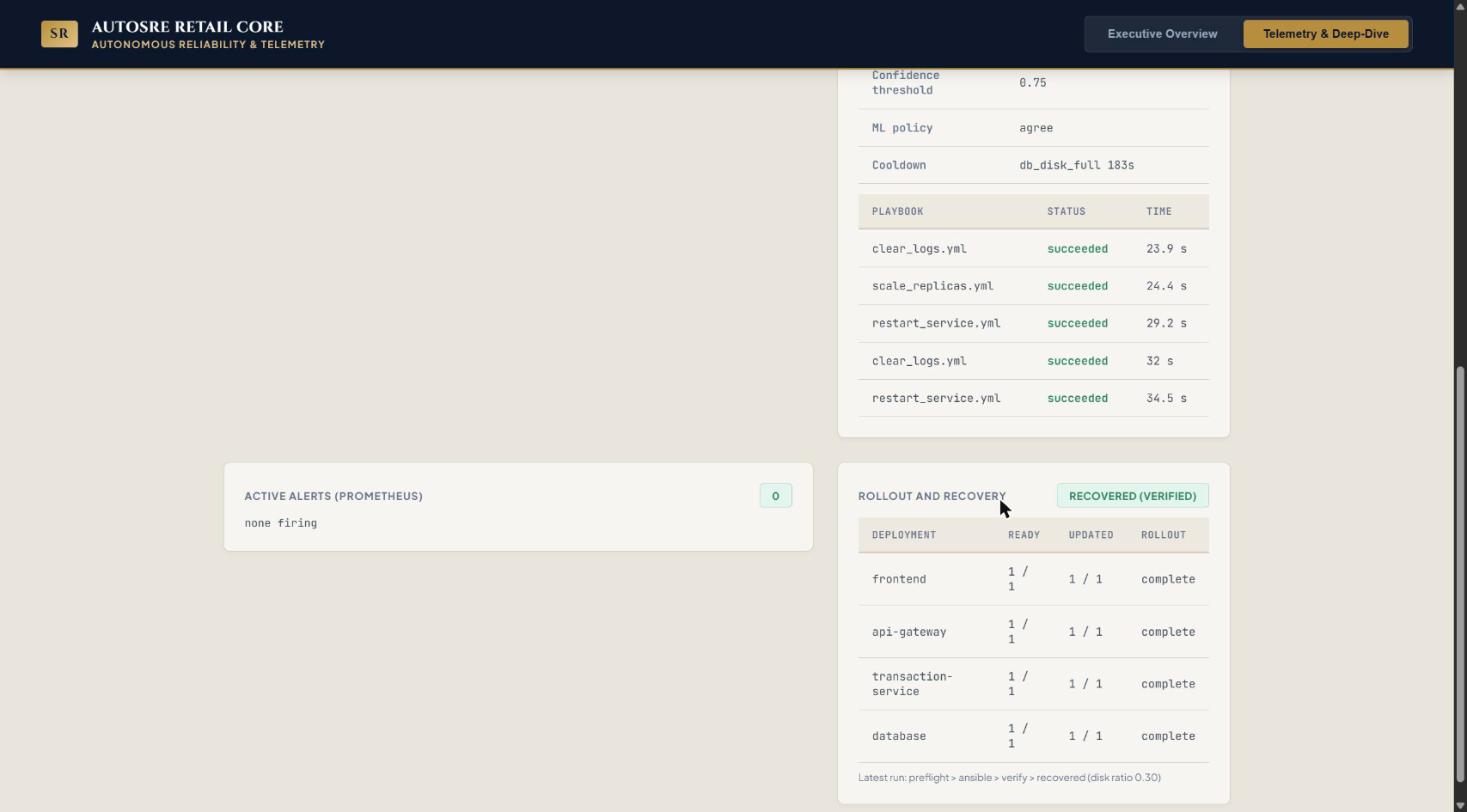 SR
AUTOSRE RETAIL CORE
AUTONOMOUS RELIABILITY & TELEMETRY
Executive Overview
Telemetry & Deep-Dive
Confidence
threshold
0.75
ML policy agree
Cooldown db_disk_full 183s
PLAYBOOK STATUS TIME
clear_logs.yml succeeded 23.9 s
scale_replicas.yml succeeded 24.4 s
restart_service.yml succeeded 29.2 s
clear_logs.yml succeeded 32 s
restart_service.yml succeeded 34.5 s
ACTIVE ALERTS (PROMETHEUS) 0
none firing
ROLLOUT AND RECOVERY RECOVERED (VERIFIED)
DEPLOYMENT READY UPDATED ROLLOUT
frontend 1 /
1 1 / 1 complete
api-gateway 1 /
1 1 / 1 complete
transaction-
service 1 /
1 1 / 1 complete
database 1 /
1 1 / 1 complete
Latest run: preflight > ansible > verify > recovered (disk ratio 0.30)